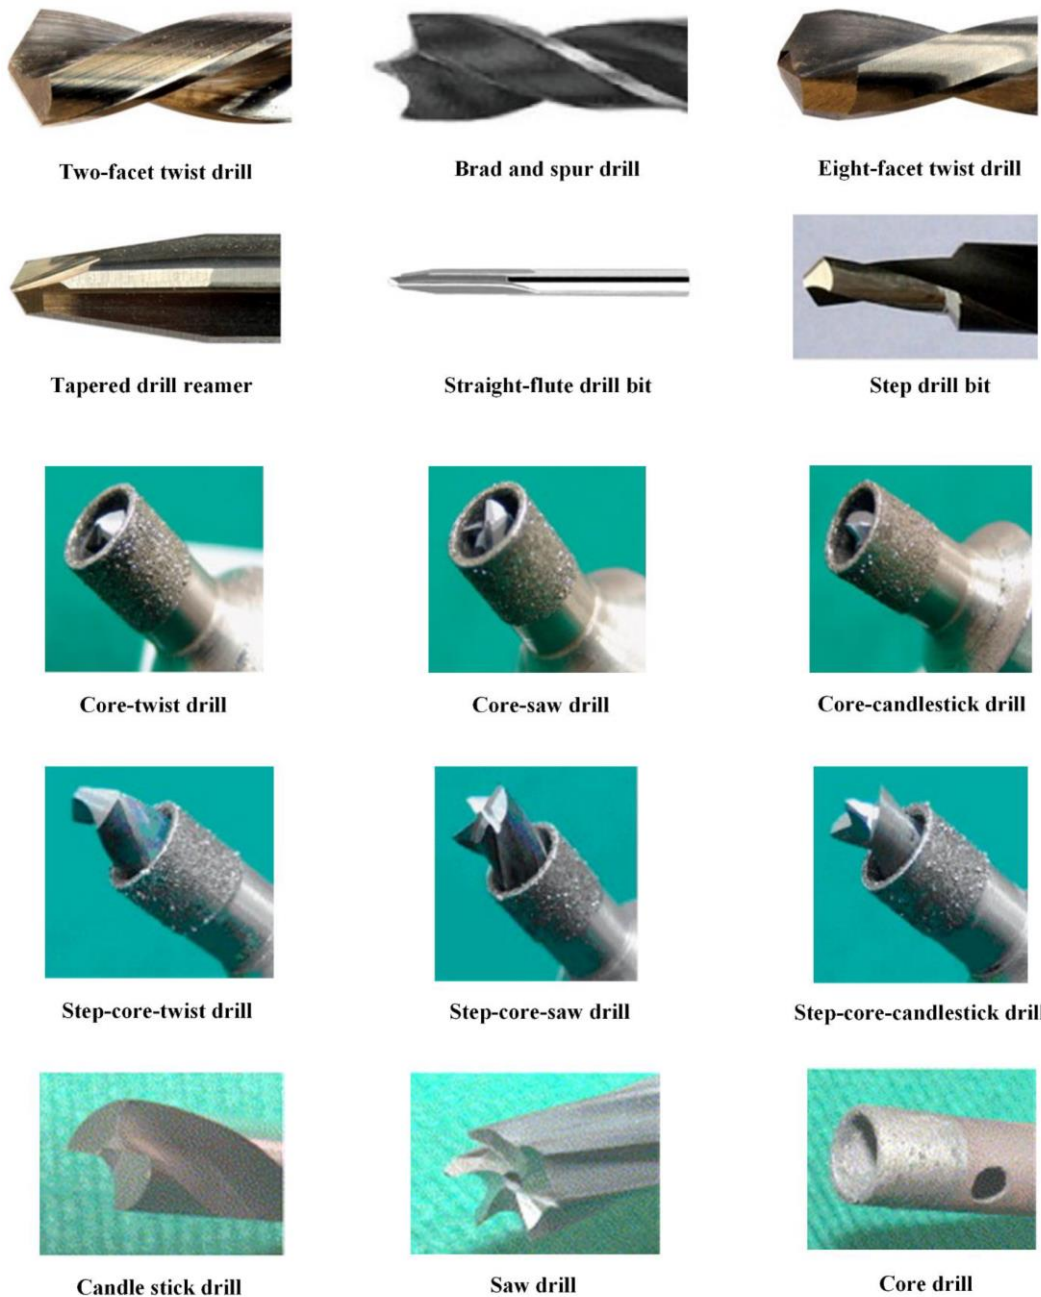 Two-facet twist drill
Brad and spur drill
Eight-facet twist drill
Tapered drill reamer
Straight-flute drill bit
Step drill bit
Core-twist drill
Core-saw drill
Core-candlestick drill
Step-core-twist drill
Step-core-saw drill
Step-core-candlestick drill
Candle stick drill
Saw drill
Core drill